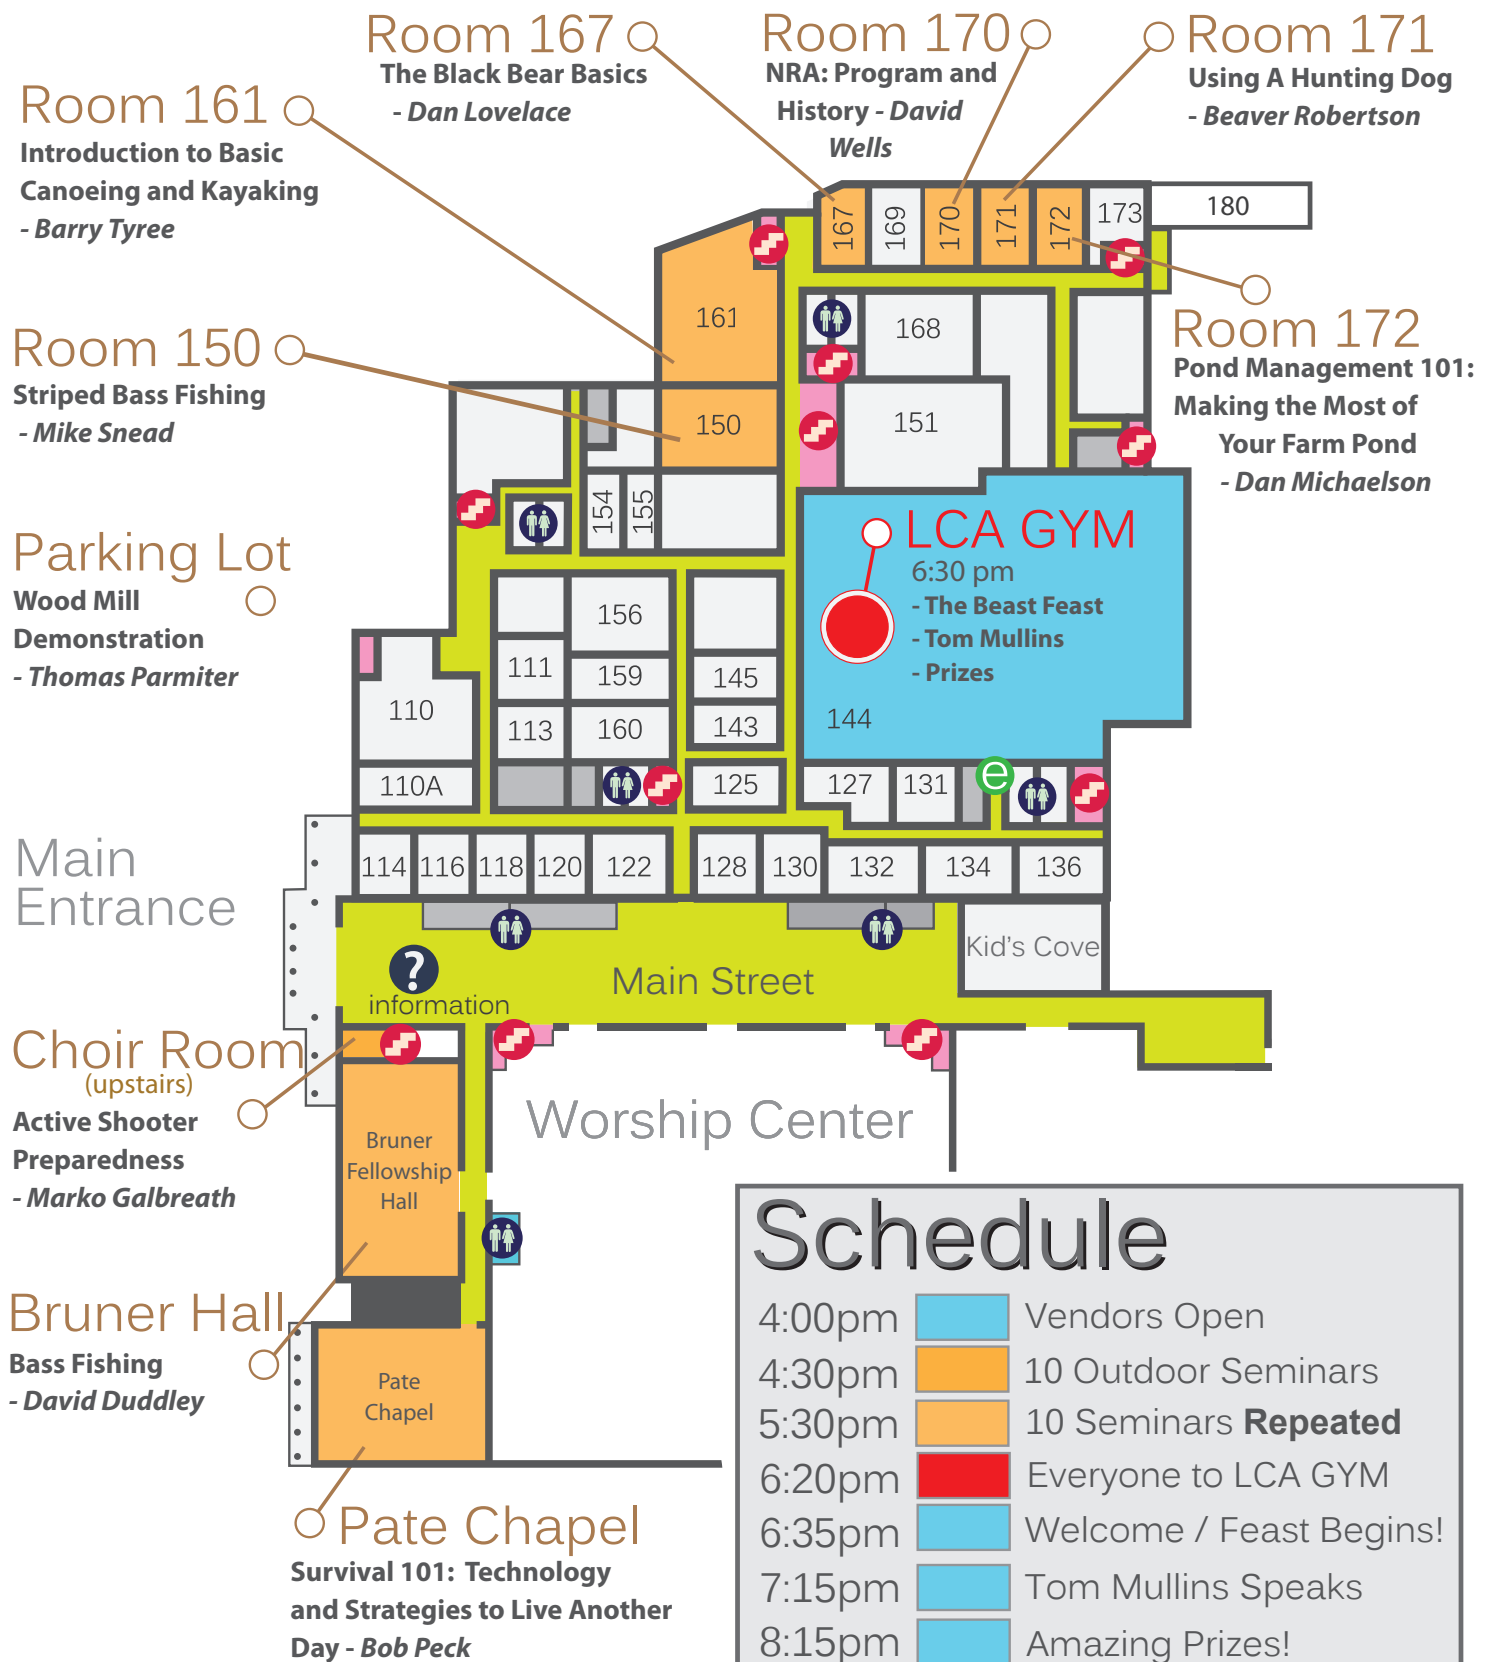 Room 167
The Black Bear Basics
- Dan Lovelace
Room 170
NRA: Program and
History - David
Wells
Room 171
Using A Hunting Dog
- Beaver Robertson
Room 161
Introduction to Basic
Canoeing and Kayaking
- Barry Tyree
Room 150
Striped Bass Fishing
- Mike Snead
Room 172
Pond Management 101:
Making the Most of
Your Farm Pond
- Dan Michaelson
Parking Lot
Wood Mill
Demonstration
- Thomas Parmiter
167
169
170
171
172
173
180
161
168
150
151
154
155
LCA GYM
6:30 pm
- The Beast Feast
- Tom Mullins
- Prizes
144
156
111
159
145
110
113
160
143
110A
125
127
131
e
114
116
118
120
122
128
130
132
134
136
Main
Entrance
Kid's Cove
?
information
Main Street
Choir Room
(upstairs)
Active Shooter
Preparedness
- Marko Galbreath
Worship Center
Bruner
Fellowship
Hall
Bruner Hall
Bass Fishing
- David Duddley
Pate
Chapel
Pate Chapel
Survival 101: Technology
and Strategies to Live Another
Day - Bob Peck
Schedule
4:00pm Vendors Open
4:30pm 10 Outdoor Seminars
5:30pm 10 Seminars Repeated
6:20pm Everyone to LCA GYM
6:35pm Welcome / Feast Begins!
7:15pm Tom Mullins Speaks
8:15pm Amazing Prizes!